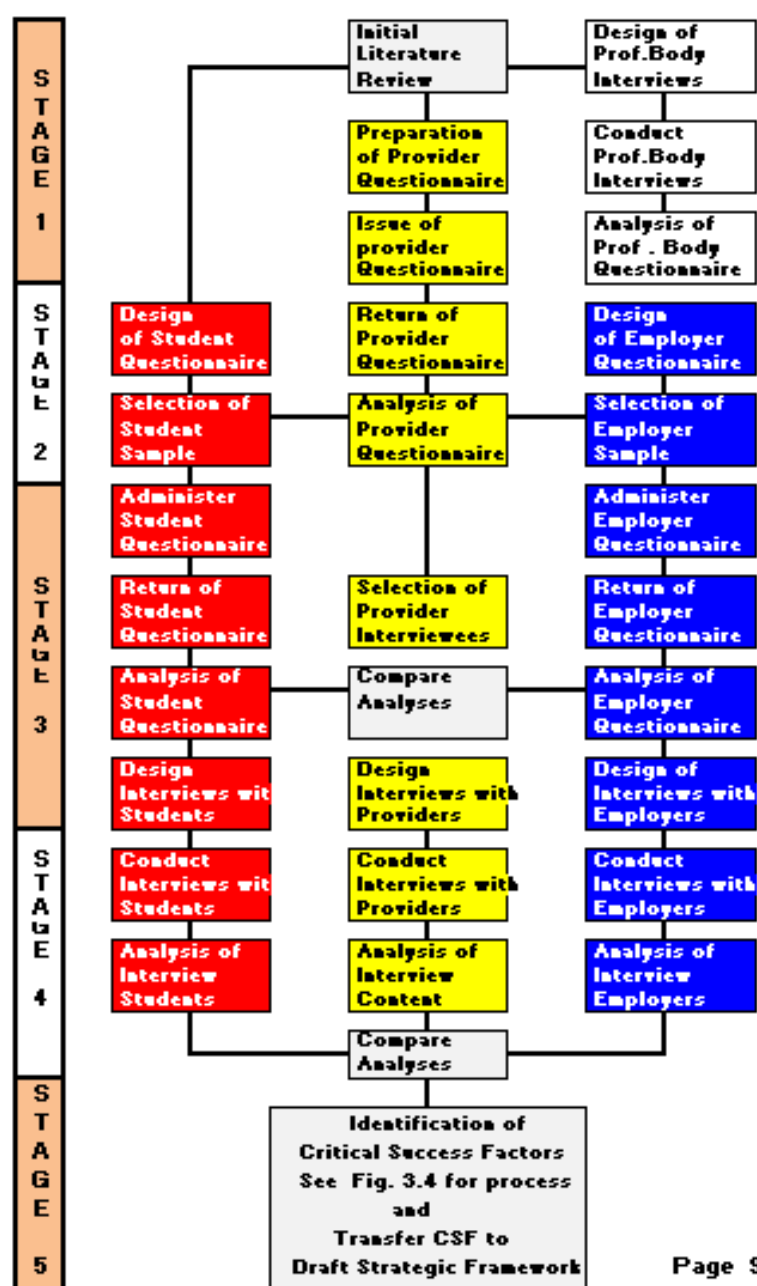 STAGE 1
Initial
Literature
Review
Design of
Prof.Body
Interviews
Preparation
of Provider
Questionnaire
Conduct
Prof.Body
Interviews
Issue of
provider
Questionnaire
Analysis of
Prof . Body
Questionnaire
STAGE 2
Design
of Student
Questionnaire
Return of
Provider
Questionnaire
Design
of Employer
Questionnaire
Selection of
Student
Sample
Analysis of
Provider
Questionnaire
Selection of
Employer
Sample
STAGE 3
Administer
Student
Questionnaire
Administer
Employer
Questionnaire
Return of
Student
Questionnaire
Selection of
Provider
Interviewees
Return of
Employer
Questionnaire
Analysis of
Student
Questionnaire
Compare
Analyses
Analysis of
Employer
Questionnaire
Design
Interviews wit
Students
Design
Interviews with
Providers
Design of
Interviews with
Employers
STAGE 4
Conduct
Interviews wit
Students
Conduct
Interviews with
Providers
Conduct
Interviews with
Employers
Analysis of
Interview
Students
Analysis of
Interview
Content
Analysis of
Interview
Employers
Compare
Analyses
STAGE 5
Identification of
Critical Success Factors
See Fig. 3.4 for process
and
Transfer CSF to
Draft Strategic Framework
Page